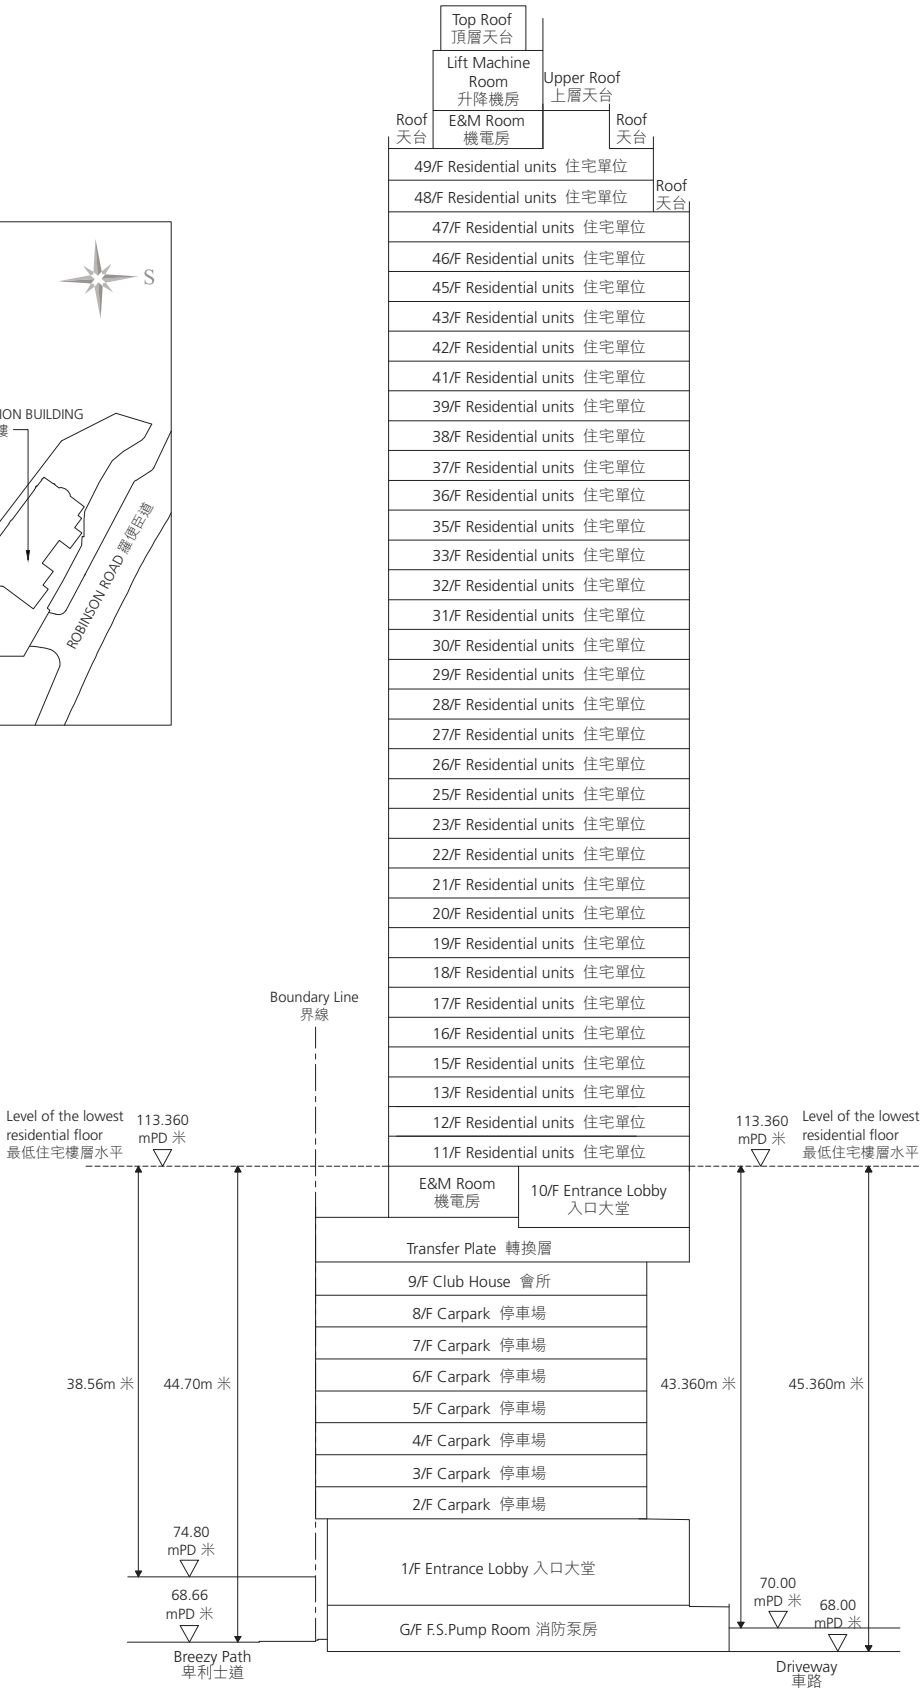 Top Roof
頂層天台
Lift Machine
Room
升降機房
Upper Roof
上層天台
Roof
天台
E&M Room
機電房
Roof
天台
49/F Residential units 住宅單位
48/F Residential units 住宅單位
Roof
天台
47/F Residential units 住宅單位
46/F Residential units 住宅單位
45/F Residential units 住宅單位
43/F Residential units 住宅單位
42/F Residential units 住宅單位
41/F Residential units 住宅單位
39/F Residential units 住宅單位
38/F Residential units 住宅單位
37/F Residential units 住宅單位
36/F Residential units 住宅單位
35/F Residential units 住宅單位
33/F Residential units 住宅單位
32/F Residential units 住宅單位
31/F Residential units 住宅單位
30/F Residential units 住宅單位
29/F Residential units 住宅單位
28/F Residential units 住宅單位
27/F Residential units 住宅單位
26/F Residential units 住宅單位
25/F Residential units 住宅單位
23/F Residential units 住宅單位
22/F Residential units 住宅單位
21/F Residential units 住宅單位
20/F Residential units 住宅單位
19/F Residential units 住宅單位
18/F Residential units 住宅單位
17/F Residential units 住宅單位
16/F Residential units 住宅單位
15/F Residential units 住宅單位
13/F Residential units 住宅單位
12/F Residential units 住宅單位
11/F Residential units 住宅單位
S
ION BUILDING
樓
ROBINSON ROAD 羅便臣道
Boundary Line
界線
Level of the lowest
residential floor
最低住宅樓層水平
113.360
mPD 米
113.360
mPD 米
Level of the lowest
residential floor
最低住宅樓層水平
E&M Room
機電房
10/F Entrance Lobby
入口大堂
Transfer Plate 轉換層
9/F Club House 會所
8/F Carpark 停車場
7/F Carpark 停車場
6/F Carpark 停車場
5/F Carpark 停車場
4/F Carpark 停車場
3/F Carpark 停車場
2/F Carpark 停車場
38.56m 米
44.70m 米
43.360m 米
45.360m 米
1/F Entrance Lobby 入口大堂
G/F F.S.Pump Room 消防泵房
74.80
mPD 米
68.66
mPD 米
Breezy Path
卑利士道
70.00
mPD 米
68.00
mPD 米
Driveway
車路